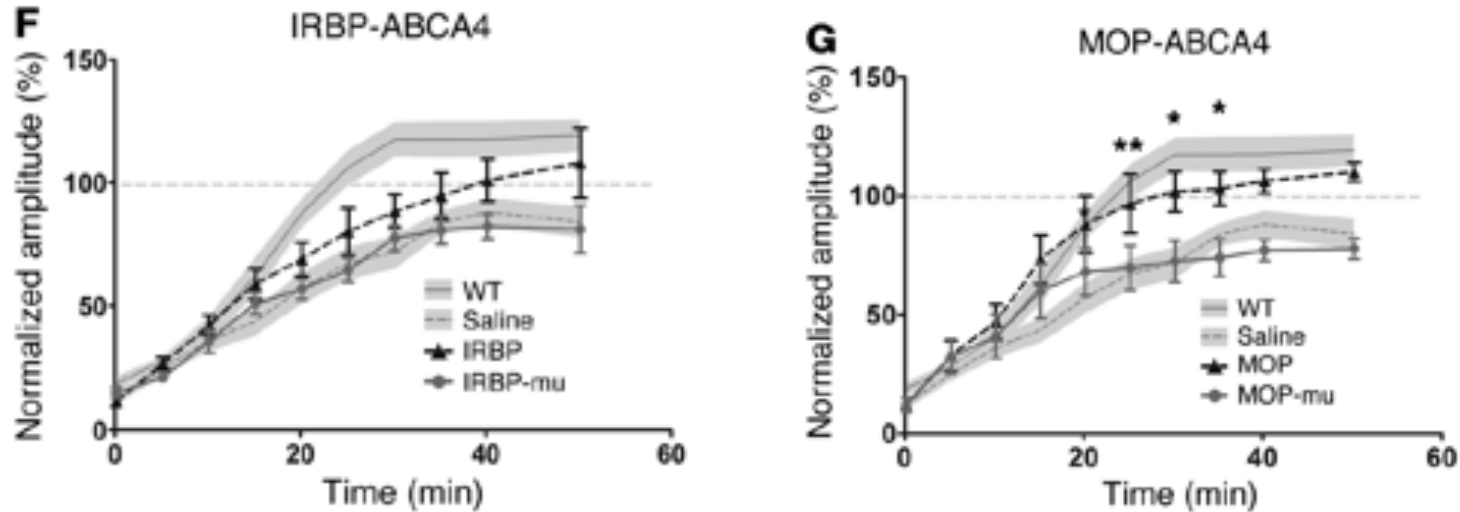 F
IRBP-ABCA4
Normalized amplitude (%)
150
100
50
0
0
20
40
60
Time (min)
WT
Saline
IRBP
IRBP-mu
G
MOP-ABCA4
Normalized amplitude (%)
150
100
50
0
0
20
40
60
Time (min)
**
*
*
WT
Saline
MOP
MOP-mu